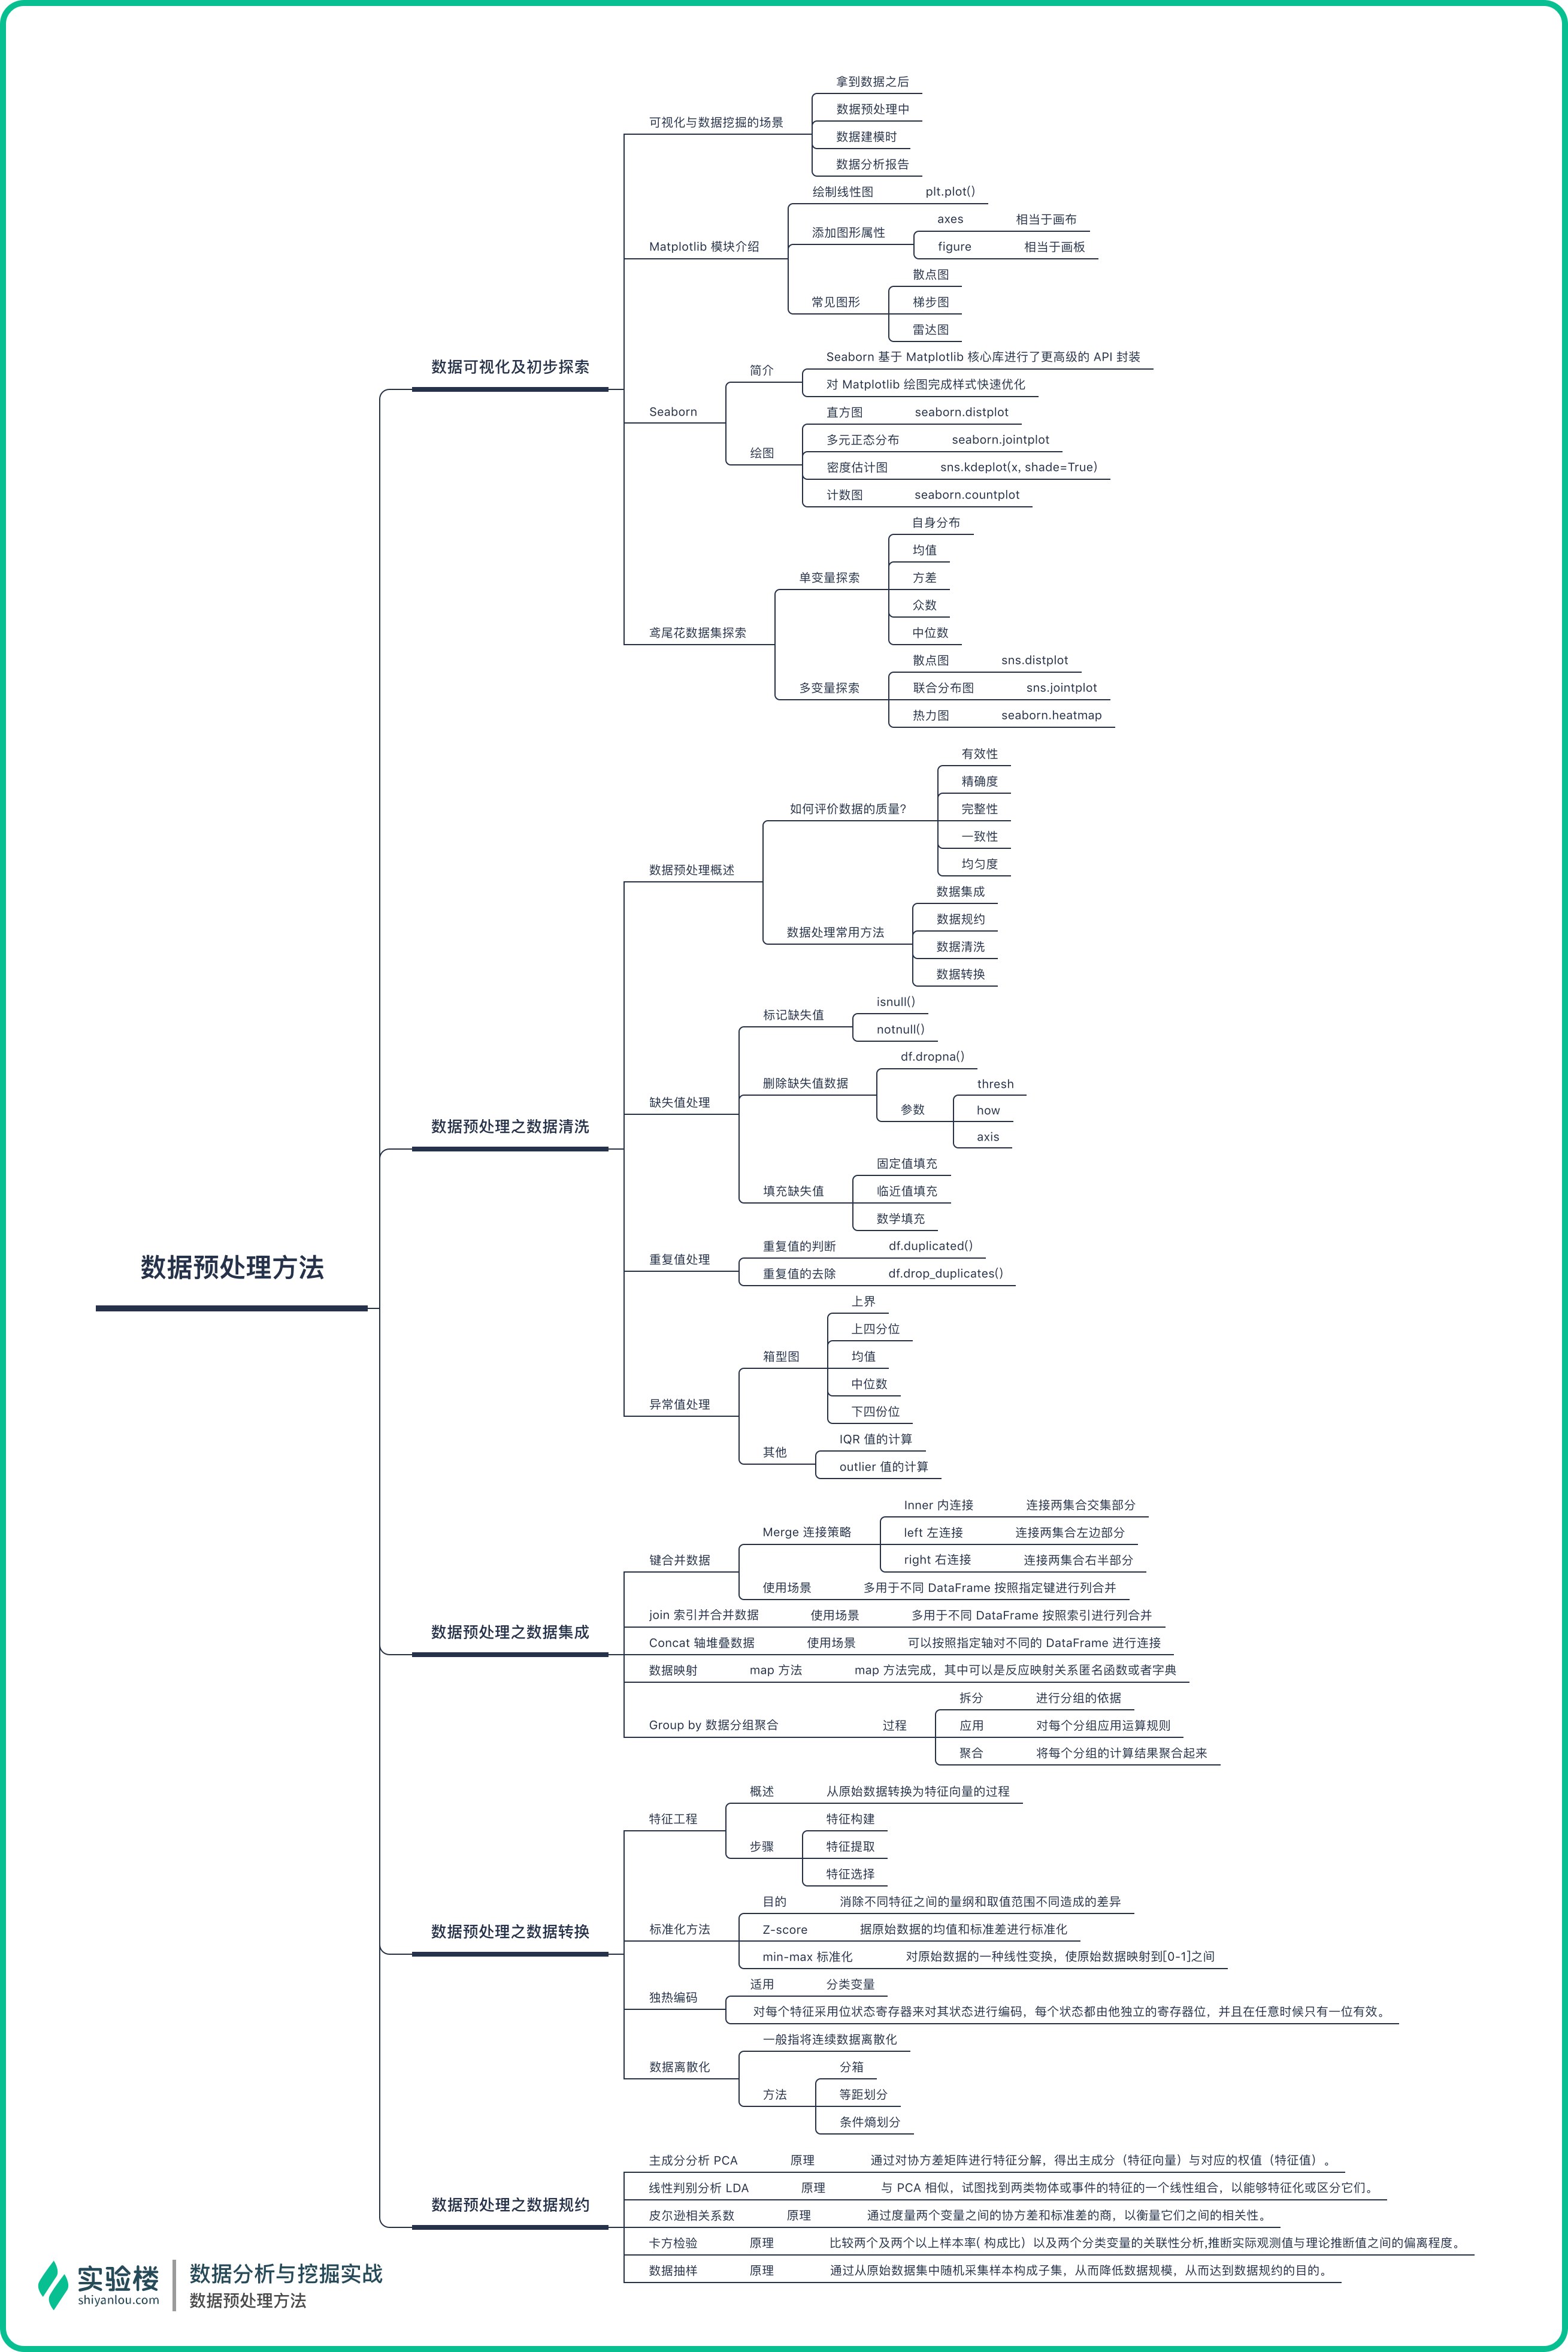 拿到数据之后
数据预处理中
可视化与数据挖掘的场景
数据建模时
数据分析报告
绘制线性图 plt.plot()
axes 相当于画布
添加图形属性
figure 相当于画板
Matplotlib 模块介绍
散点图
常见图形 梯步图
雷达图
数据可视化及初步探索
Seaborn 基于 Matplotlib 核心库进行了更高级的 API 封装
简介
对 Matplotlib 绘图完成样式快速优化
Seaborn
直方图 seaborn.distplot
多元正态分布 seaborn.jointplot
绘图
密度估计图 sns.kdeplot(x, shade=True)
计数图 seaborn.countplot
自身分布
均值
单变量探索 方差
众数
中位数
鸢尾花数据集探索
散点图 sns.distplot
多变量探索 联合分布图 sns.jointplot
热力图 seaborn.heatmap
有效性
精确度
如何评价数据的质量? 完整性
一致性
均匀度
数据预处理概述
数据集成
数据规约
数据处理常用方法
数据清洗
数据转换
isnull()
标记缺失值
notnull()
df.dropna()
删除缺失值数据
thresh
参数 how
axis
缺失值处理
数据预处理之数据清洗
固定值填充
填充缺失值 临近值填充
数学填充
重复值的判断 df.duplicated()
重复值处理
重复值的去除 df.drop_duplicates()
数据预处理方法
上界
上四分位
箱型图 均值
中位数
下四份位
异常值处理
IQR 值的计算
其他
outlier 值的计算
Inner 内连接 连接两集合交集部分
Merge 连接策略 left 左连接 连接两集合左边部分
right 右连接 连接两集合右半部分
键合并数据
使用场景 多用于不同 DataFrame 按照指定键进行列合并
join 索引并合并数据 使用场景 多用于不同 DataFrame 按照索引进行列合并
数据预处理之数据集成
Concat 轴堆叠数据 使用场景 可以按照指定轴对不同的 DataFrame 进行连接
数据映射 map 方法 map 方法完成，其中可以是反应映射关系匿名函数或者字典
拆分 进行分组的依据
Group by 数据分组聚合 过程 应用 对每个分组应用运算规则
聚合 将每个分组的计算结果聚合起来
概述 从原始数据转换为特征向量的过程
特征工程
特征构建
步骤 特征提取
特征选择
目的 消除不同特征之间的量纲和取值范围不同造成的差异
标准化方法 Z-score 据原始数据的均值和标准差进行标准化
数据预处理之数据转换
min-max 标准化 对原始数据的一种线性变换，使原始数据映射到[0-1]之间
适用 分类变量
独热编码
对每个特征采用位状态寄存器来对其状态进行编码，每个状态都由他独立的寄存器位，并且在任意时候只有一位有效。
一般指将连续数据离散化
数据离散化
分箱
方法 等距划分
条件熵划分
主成分分析 PCA 原理 通过对协方差矩阵进行特征分解，得出主成分（特征向量）与对应的权值（特征值）。
线性判别分析 LDA 原理 与 PCA 相似，试图找到两类物体或事件的特征的一个线性组合，以能够特征化或区分它们。
数据预处理之数据规约
皮尔逊相关系数 原理 通过度量两个变量之间的协方差和标准差的商，以衡量它们之间的相关性。
卡方检验 原理 比较两个及两个以上样本率( 构成比）以及两个分类变量的关联性分析,推断实际观测值与理论推断值之间的偏离程度。
数据抽样 原理 通过从原始数据集中随机采集样本构成子集，从而降低数据规模，从而达到数据规约的目的。
实验楼
shiyanlou.com
数据分析与挖掘实战
数据预处理方法